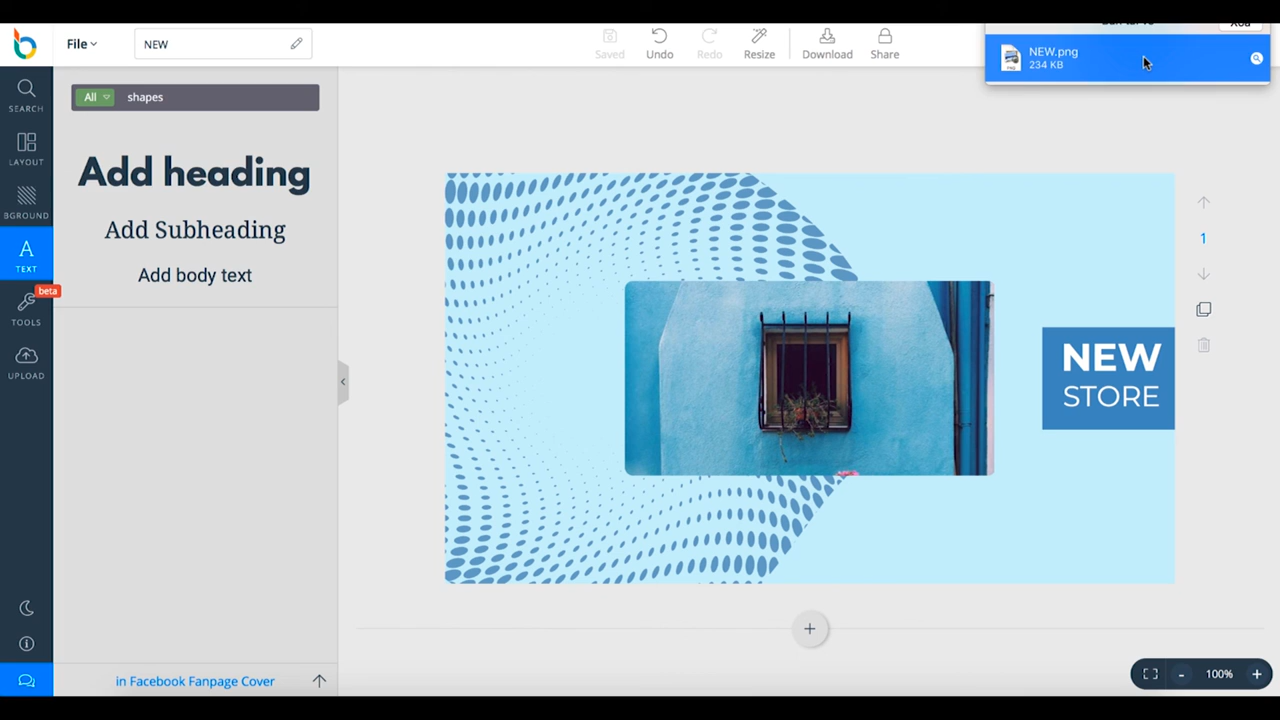 File
NEW
Saved
Undo
Redo
Resize
Download
Share
NEW.png
234 KB
PNG
SEARCH
LAYOUT
BGROUND
TEXT
beta
TOOLS
UPLOAD
All
shapes
Add heading
Add Subheading
Add body text
NEW
STORE
1
in Facebook Fanpage Cover
- 100% +